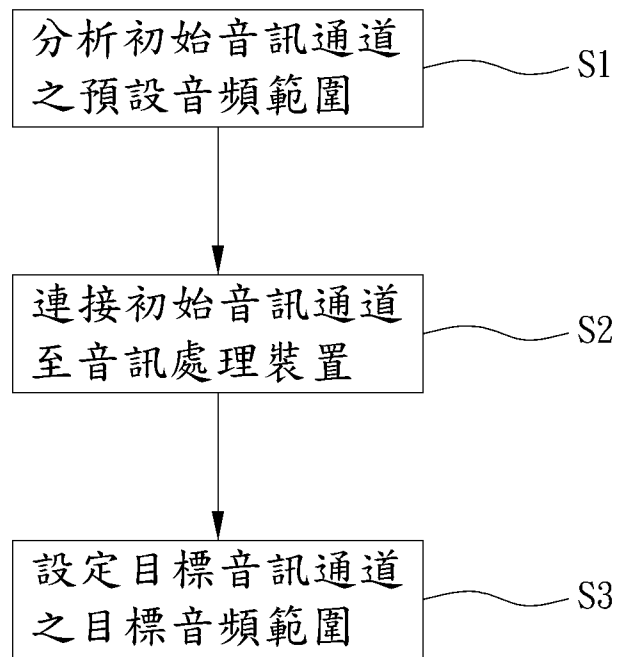 分析初始音訊通道
之預設音頻範圍
S1
連接初始音訊通道
至音訊處理裝置
S2
設定目標音訊通道
之目標音頻範圍
S3